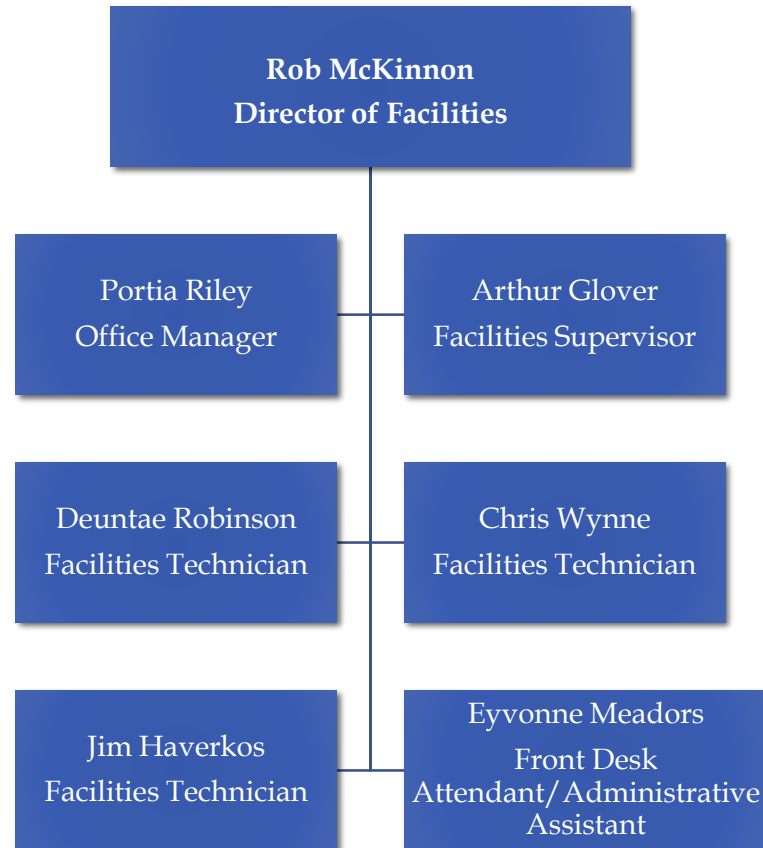 Rob McKinnon
Director of Facilities
Portia Riley
Office Manager
Arthur Glover
Facilities Supervisor
Deuntae Robinson
Facilities Technician
Chris Wynne
Facilities Technician
Jim Haverkos
Facilities Technician
Eyvonne Meadors
Front Desk
Attendant/Administrative
Assistant